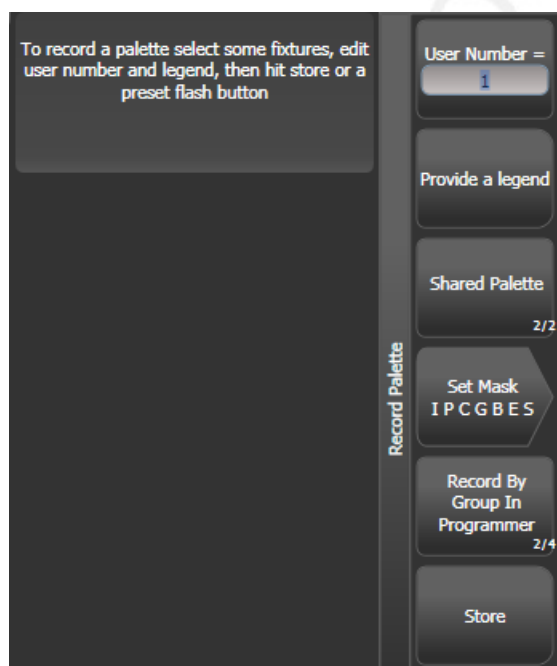 To record a palette select some fixtures, edit
user number and legend, then hit store or a
preset flash button
Record Palette
User Number =
1
Provide a legend
Shared Palette
2/2
Set Mask
I P C G B E S
Record By
Group In
Programmer
2/4
Store